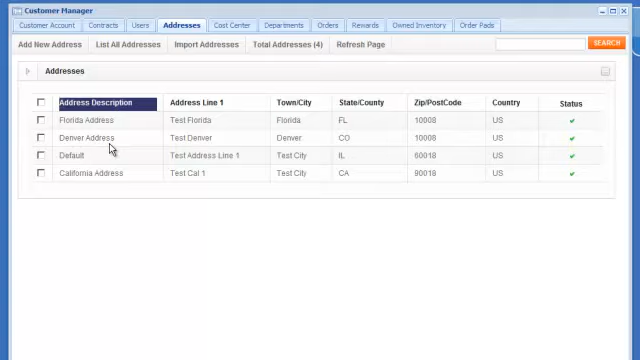 Customer Manager
Customer Account Contracts Users Addresses Cost Center Departments Orders Rewards Owned Inventory Order Pads
Add New Address List All Addresses Import Addresses Total Addresses (4) Refresh Page SEARCH
Addresses
Address Description Address Line 1 Town/City State/County Zip/PostCode Country Status
Florida Address Test Florida Florida FL 10008 US
Denver Address Test Denver Denver CO 10008 US
Default Test Address Line 1 Test City IL 60018 US
California Address Test Cal 1 Test City CA 90018 US